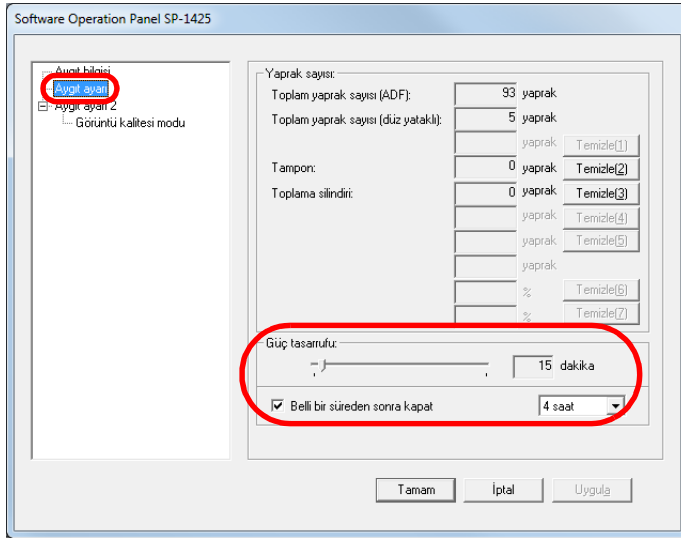 Software Operation Panel SP-1425
Aygıt bilgisi
Aygıt ayarı
Aygıt ayarı 2
Görüntü kalitesi modu
Yaprak sayısı:
Toplam yaprak sayısı (ADF): 93 yaprak
Toplam yaprak sayısı (düz yataklı): 5 yaprak
yaprak Temizle(1)
Tampon: 0 yaprak Temizle(2)
Toplama silindiri: 0 yaprak Temizle(3)
yaprak Temizle(4)
yaprak Temizle(5)
yaprak
% Temizle(6)
% Temizle(7)
Güç tasarrufu:
15 dakika
Belli bir süreden sonra kapat 4 saat
Tamam İptal Uygula